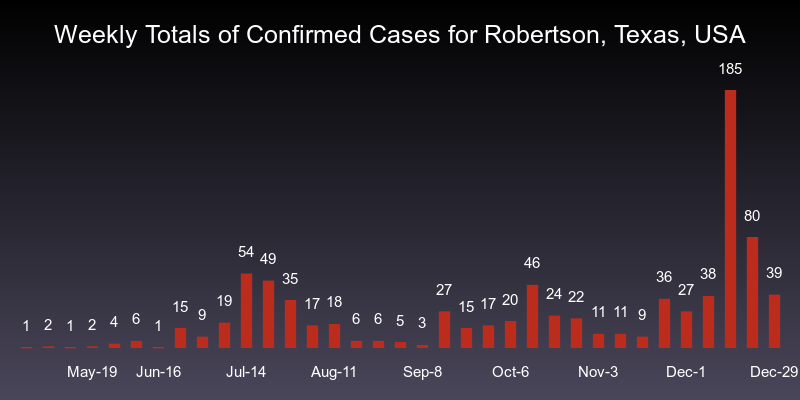 Weekly Totals of Confirmed Cases for Robertson, Texas, USA
1 2 1 2 4 6 1 15 9 19 54 49 35 17 18 6 6 5 3 27 15 17 20 46 24 22 11 11 9 36 27 38 185 80 39
May-19 Jun-16 Jul-14 Aug-11 Sep-8 Oct-6 Nov-3 Dec-1 Dec-29